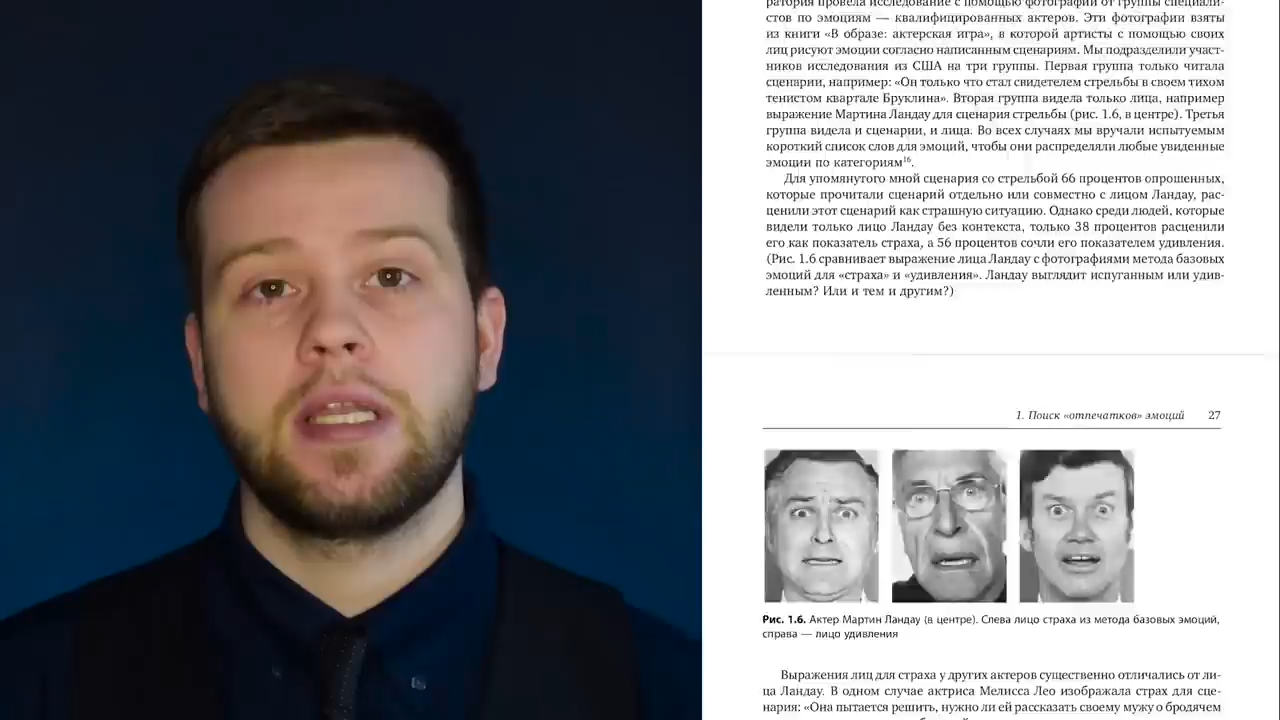 ратория провела исследование с помощью фотографий от группы специали-
стов по эмоциям — квалифицированных актеров. Эти фотографии взяты
из книги «В образе: актерская игра», в которой артисты с помощью своих
лиц рисуют эмоции согласно написанным сценариям. Мы подразделили участ-
ников исследования из США на три группы. Первая группа только читала
сценарии, например: «Он только что стал свидетелем стрельбы в своем тихом
тенистом квартале Бруклина». Вторая группа видела только лица, например
выражение Мартина Ландау для сценария стрельбы (рис. 1.6, в центре). Третья
группа видела и сценарии, и лица. Во всех случаях мы вручали испытуемым
короткий список слов для эмоций, чтобы они распределяли любые увиденные
эмоции по категориям¹⁶.
Для упомянутого мной сценария со стрельбой 66 процентов опрошенных,
которые прочитали сценарий отдельно или совместно с лицом Ландау, рас-
ценили этот сценарий как страшную ситуацию. Однако среди людей, которые
видели только лицо Ландау без контекста, только 38 процентов расценили
его как показатель страха, а 56 процентов сочли его показателем удивления.
(Рис. 1.6 сравнивает выражение лица Ландау с фотографиями метода базовых
эмоций для «страха» и «удивления». Ландау выглядит испуганным или удив-
ленным? Или и тем и другим?)
1. Поиск «отпечатков» эмоций 27
Рис. 1.6. Актер Мартин Ландау (в центре). Слева лицо страха из метода базовых эмоций,
справа — лицо удивления
Выражения лиц для страха у других актеров существенно отличались от ли-
ца Ландау. В одном случае актриса Мелисса Лео изображала страх для сце-
нария: «Она пытается решить, нужно ли ей рассказать своему мужу о бродячем